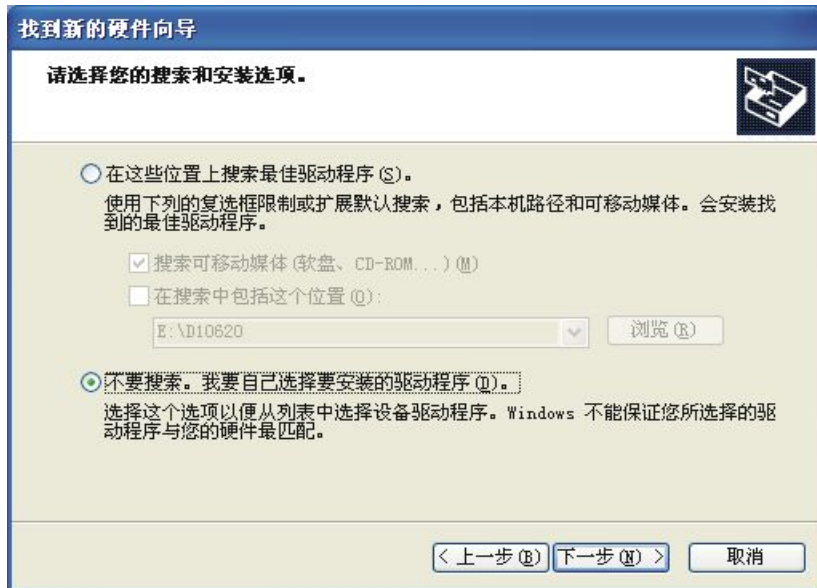 找到新的硬件向导
请选择您的搜索和安装选项。
在这些位置上搜索最佳驱动程序(S)。
使用下列的复选框限制或扩展默认搜索，包括本机路径和可移动媒体。会安装找
到的最佳驱动程序。
搜索可移动媒体(软盘、CD-ROM...)(M)
在搜索中包括这个位置(O):
E:\D10620
浏览(R)
不要搜索。我要自己选择要安装的驱动程序(D)。
选择这个选项以便从列表中选择设备驱动程序。Windows 不能保证您所选择的驱
动程序与您的硬件最匹配。
< 上一步(B)
下一步(N) >
取消